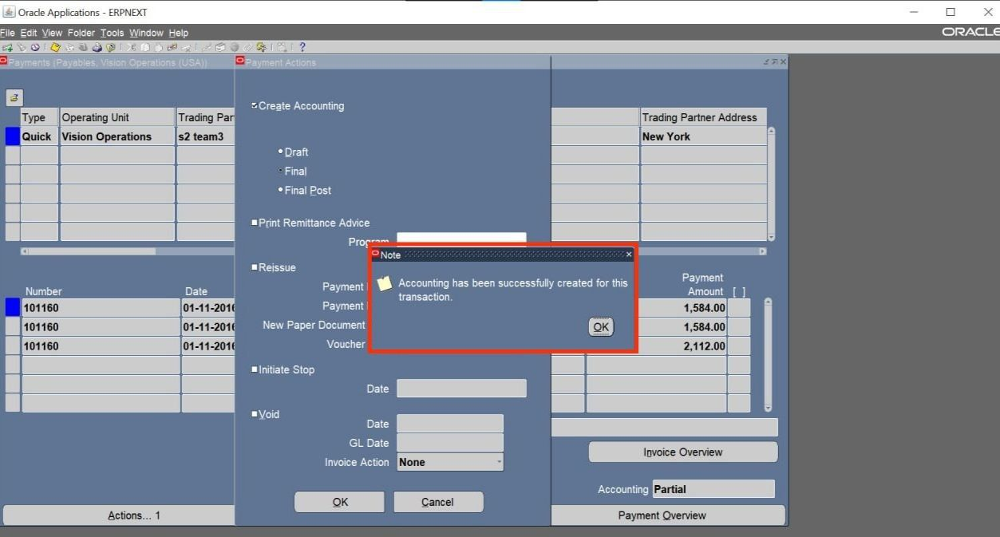 Oracle Applications - ERPNEXT
File Edit View Folder Tools Window Help
ORACLE
Payments (Payables, Vision Operations (USA))
Payment Actions
Type Operating Unit Trading Par
Trading Partner Address
Quick Vision Operations s2 team3
New York
Create Accounting
Draft
Final
Final Post
Print Remittance Advice
Program
Note
Accounting has been successfully created for this
transaction.
OK
Reissue
Payment
Payment
New Paper Document
Voucher
Initiate Stop
Date
Void
Date
GL Date
Invoice Action None
OK Cancel
Number Date
Payment
Amount [ ]
101160 01-11-2016 1,584.00
101160 01-11-2016 1,584.00
101160 01-11-2016 2,112.00
Invoice Overview
Accounting Partial
Actions... 1
Payment Overview